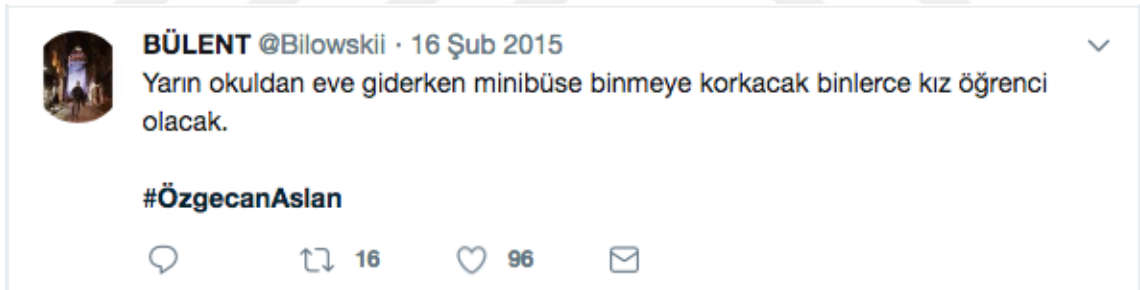 BÜLENT @Bilowskii · 16 Şub 2015
Yarın okuldan eve giderken minibüse binmeye korkacak binlerce kız öğrenci
olacak.
#ÖzgecanAslan
16 96